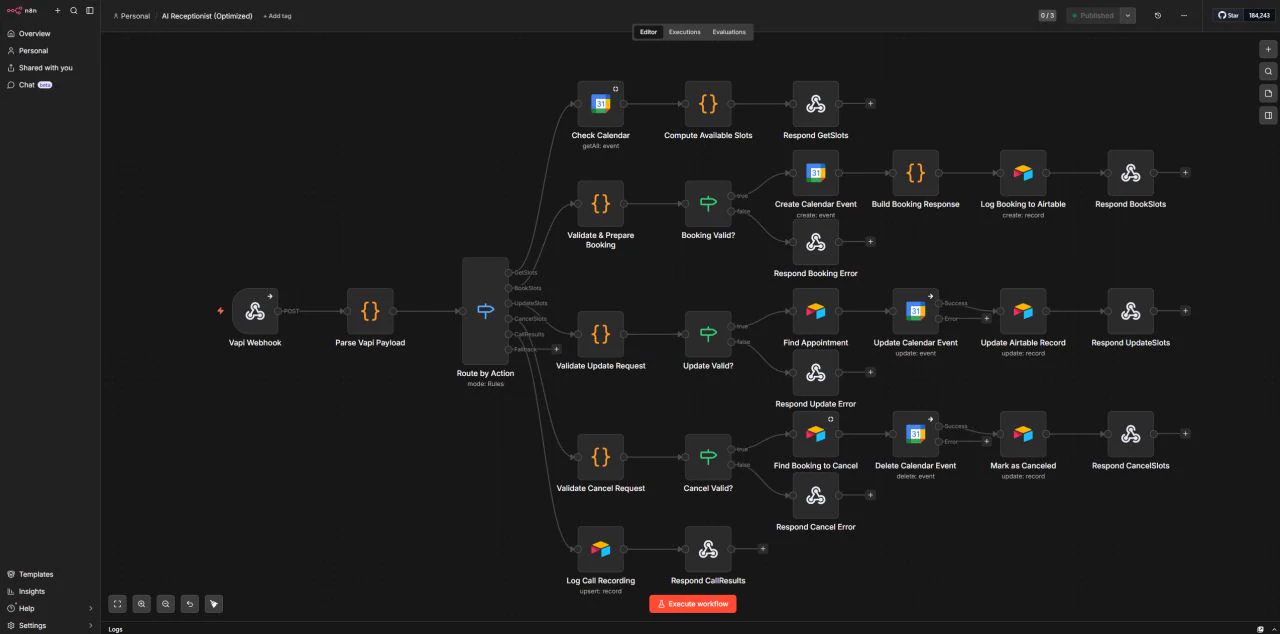 n8n
Personal / AI Receptionist (Optimized) + Add tag
0 / 3
Published
Star 184,243
Editor Executions Evaluations
Overview
Personal
Shared with you
Chat beta
31
Check Calendar
getAll: event
{}
Compute Available Slots
Respond GetSlots
{}
Validate & Prepare
Booking
Booking Valid?
true
false
31
Create Calendar Event
create: event
{}
Build Booking Response
Log Booking to Airtable
create: record
Respond BookSlots
Respond Booking Error
Vapi Webhook
POST
{}
Parse Vapi Payload
Route by Action
mode: Rules
GetSlots
BookSlots
UpdateSlots
CancelSlots
CallResults
Fallback
{}
Validate Update Request
Update Valid?
true
false
Find Appointment
31
Update Calendar Event
update: event
Success
Error
Update Airtable Record
update: record
Respond UpdateSlots
Respond Update Error
{}
Validate Cancel Request
Cancel Valid?
true
false
Find Booking to Cancel
31
Delete Calendar Event
delete: event
Success
Error
Mark as Canceled
update: record
Respond CancelSlots
Respond Cancel Error
Log Call Recording
upsert: record
Respond CallResults
Execute workflow
Templates
Insights
Help
Settings
Logs